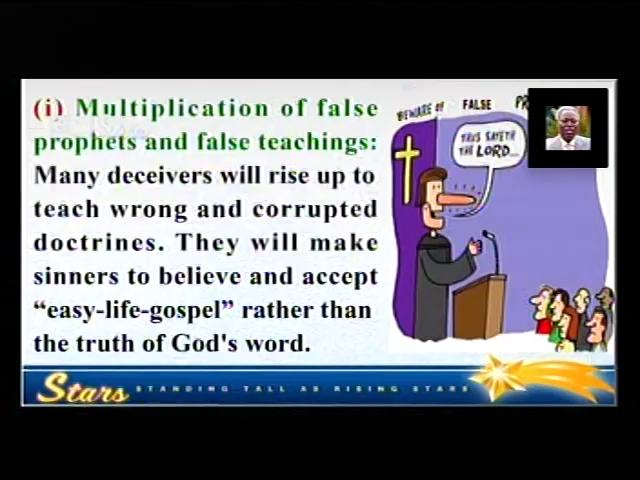 (i) Multiplication of false
prophets and false teachings:
Many deceivers will rise up to
teach wrong and corrupted
doctrines. They will make
sinners to believe and accept
“easy-life-gospel” rather than
the truth of God's word.
BEWARE OF FALSE PR
THUS SAYETH
THE LORD...
Stars STANDING TALL AS RISING STARS